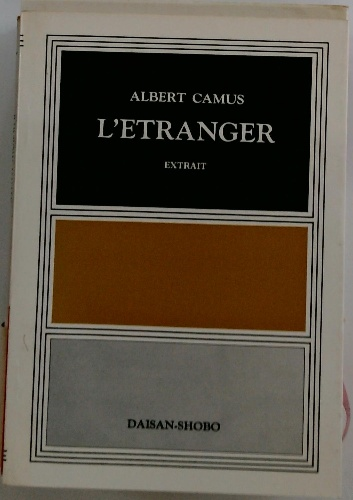 ALBERT CAMUS
L'ETRANGER
EXTRAIT
DAISAN-SHOBO